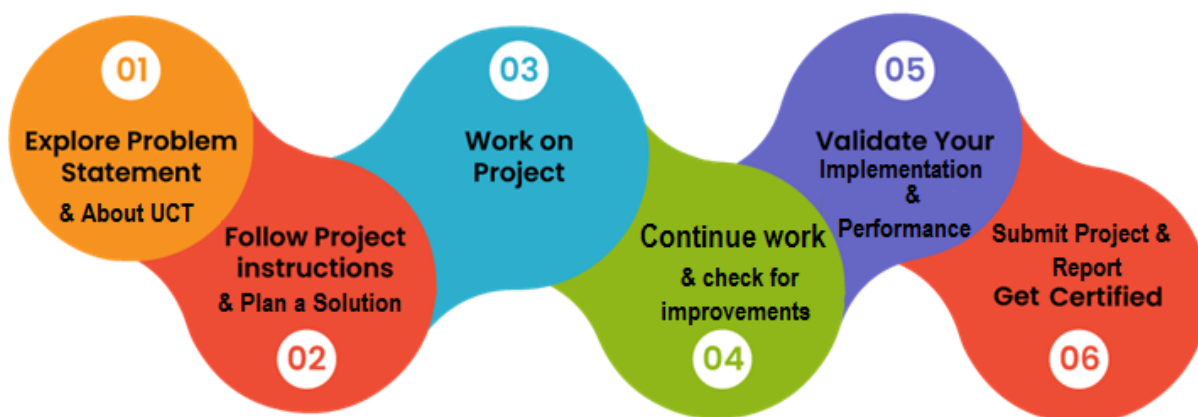 01
Explore Problem
Statement
& About UCT
Follow Project
instructions
& Plan a Solution
02
03
Work on
Project
Continue work
& check for
improvements
04
05
Validate Your
Implementation
&
Performance
Submit Project &
Report
Get Certified
06